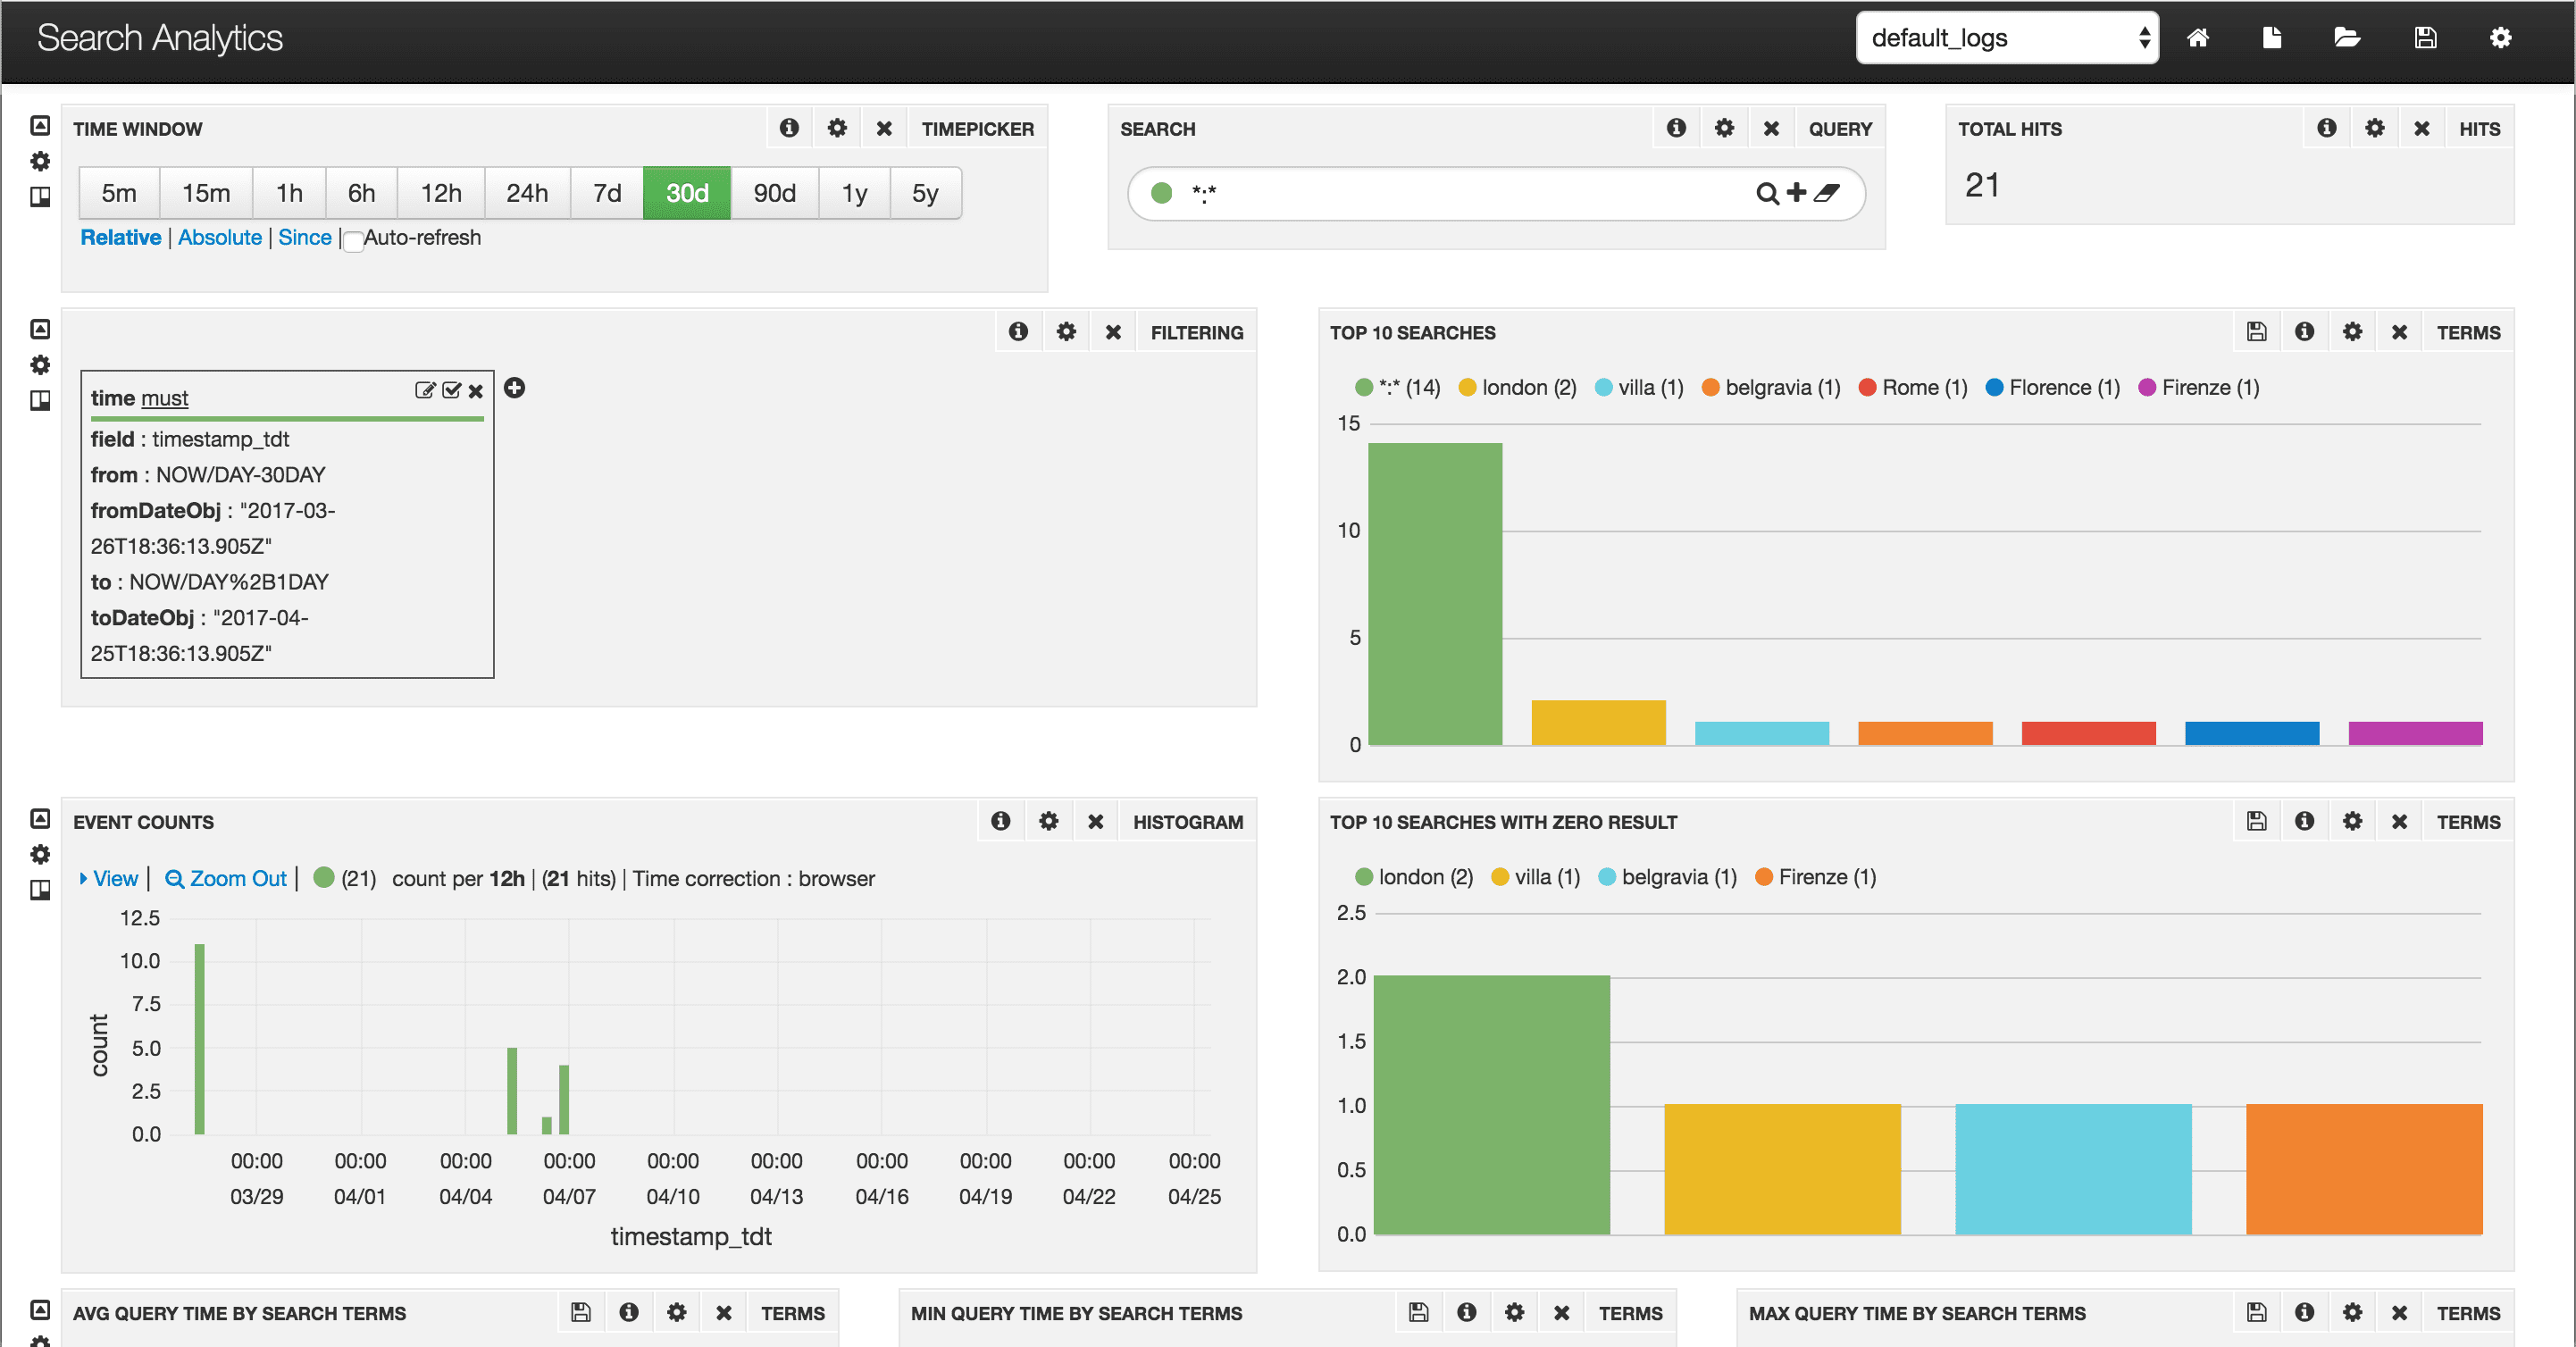 Search Analytics
default_logs
TIME WINDOW
TIMEPICKER
5m 15m 1h 6h 12h 24h 7d 30d 90d 1y 5y
Relative | Absolute | Since | Auto-refresh
SEARCH
QUERY
*:*
TOTAL HITS
HITS
21
FILTERING
time must
field : timestamp_tdt
from : NOW/DAY-30DAY
fromDateObj : "2017-03-
26T18:36:13.905Z"
to : NOW/DAY%2B1DAY
toDateObj : "2017-04-
25T18:36:13.905Z"
TOP 10 SEARCHES
TERMS
*:* (14) london (2) villa (1) belgravia (1) Rome (1) Florence (1) Firenze (1)
15
10
5
0
EVENT COUNTS
HISTOGRAM
View | Zoom Out | (21) count per 12h | (21 hits) | Time correction : browser
count
12.5
10.0
7.5
5.0
2.5
0.0
00:00 00:00 00:00 00:00 00:00 00:00 00:00 00:00 00:00 00:00
03/29 04/01 04/04 04/07 04/10 04/13 04/16 04/19 04/22 04/25
timestamp_tdt
TOP 10 SEARCHES WITH ZERO RESULT
TERMS
london (2) villa (1) belgravia (1) Firenze (1)
2.5
2.0
1.5
1.0
0.5
0.0
AVG QUERY TIME BY SEARCH TERMS
TERMS
MIN QUERY TIME BY SEARCH TERMS
TERMS
MAX QUERY TIME BY SEARCH TERMS
TERMS